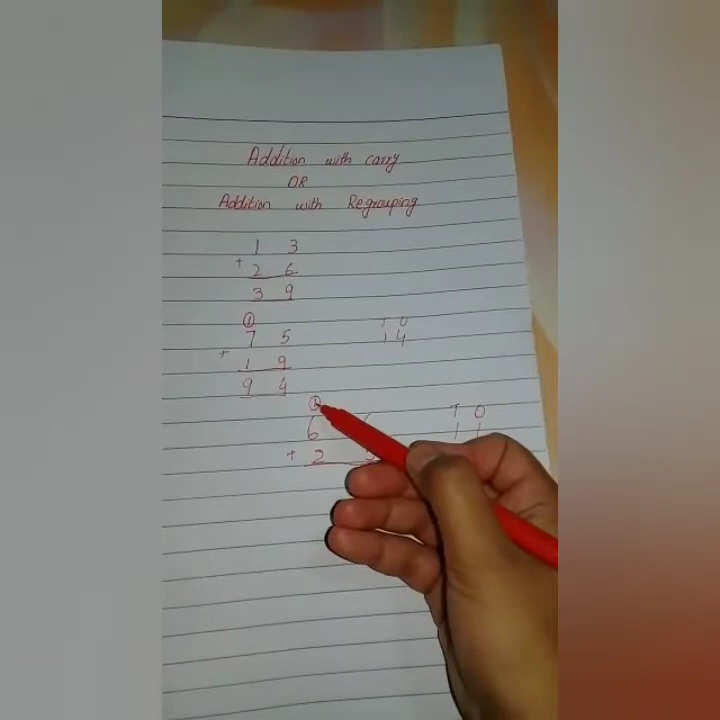 Addition with carry
OR
Addition with Regrouping
1 3
+ 2 6
3 9
1
7 5
T O
1 4
+ 1 9
9 4
1
T O
6
1 1
+ 2 5